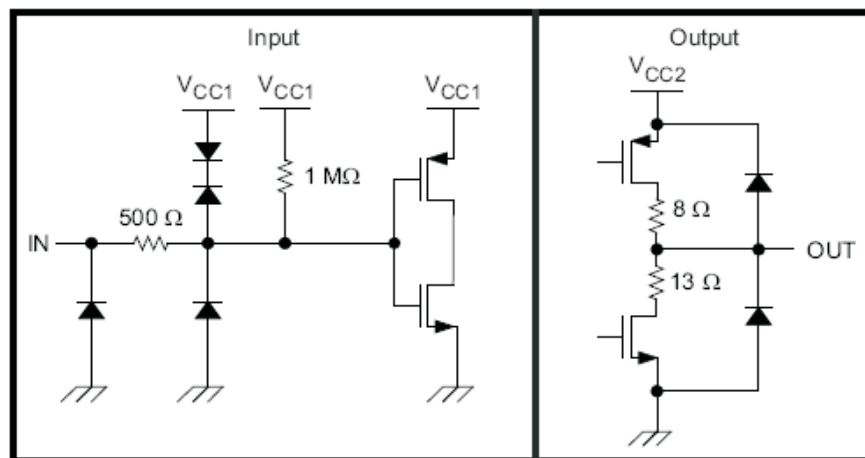 Input
Output
VCC1
VCC1
VCC1
VCC2
1 MΩ
500 Ω
IN
8 Ω
OUT
13 Ω